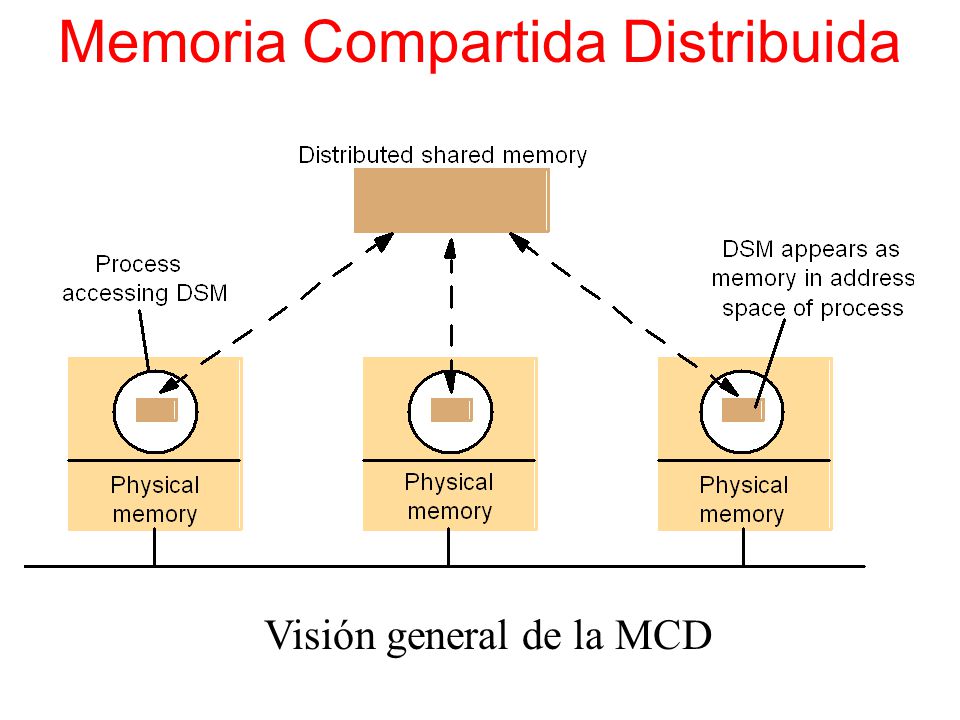 Memoria Compartida Distribuida
Distributed shared memory
Process
accessing DSM
DSM appears as
memory in address
space of process
Physical
memory
Physical
memory
Physical
memory
Visión general de la MCD